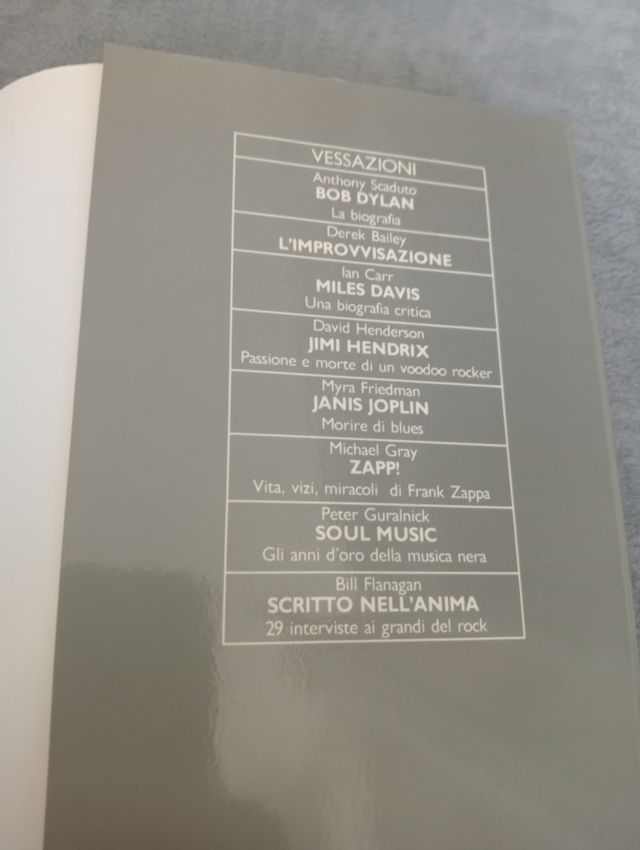 VESSAZIONI
Anthony Scaduto
BOB DYLAN
La biografia
Derek Bailey
L'IMPROVVISAZIONE
Ian Carr
MILES DAVIS
Una biografia critica
David Henderson
JIMI HENDRIX
Passione e morte di un voodoo rocker
Myra Friedman
JANIS JOPLIN
Morire di blues
Michael Gray
ZAPP!
Vita, vizi, miracoli di Frank Zappa
Peter Guralnick
SOUL MUSIC
Gli anni d'oro della musica nera
Bill Flanagan
SCRITTO NELL'ANIMA
29 interviste ai grandi del rock